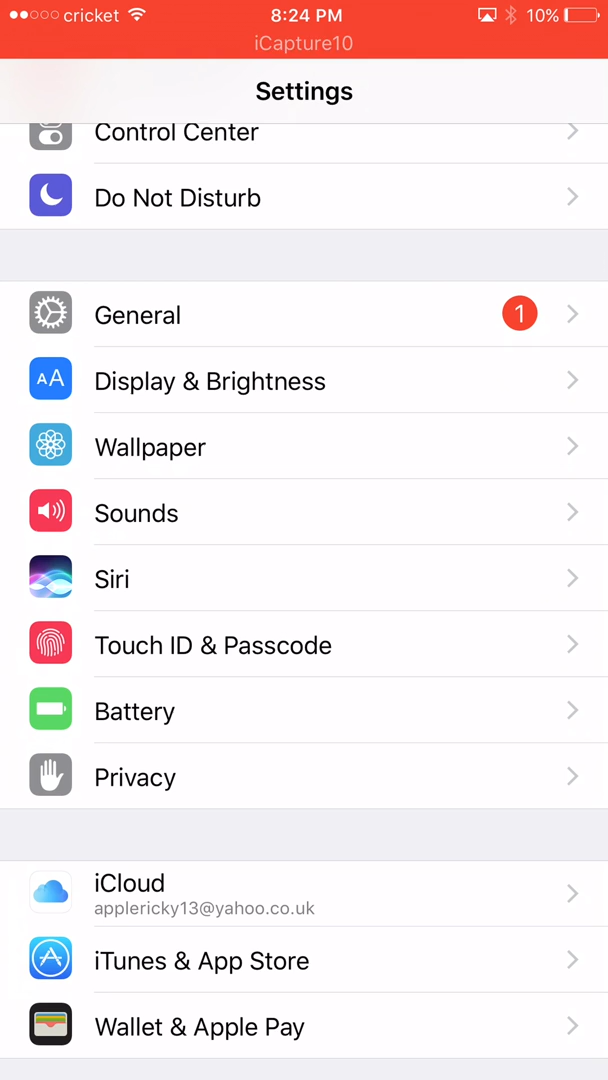 cricket 8:24 PM 10%
iCapture10
Settings
Control Center
Do Not Disturb
General 1
AA Display & Brightness
Wallpaper
Sounds
Siri
Touch ID & Passcode
Battery
Privacy
iCloud
applericky13@yahoo.co.uk
iTunes & App Store
Wallet & Apple Pay